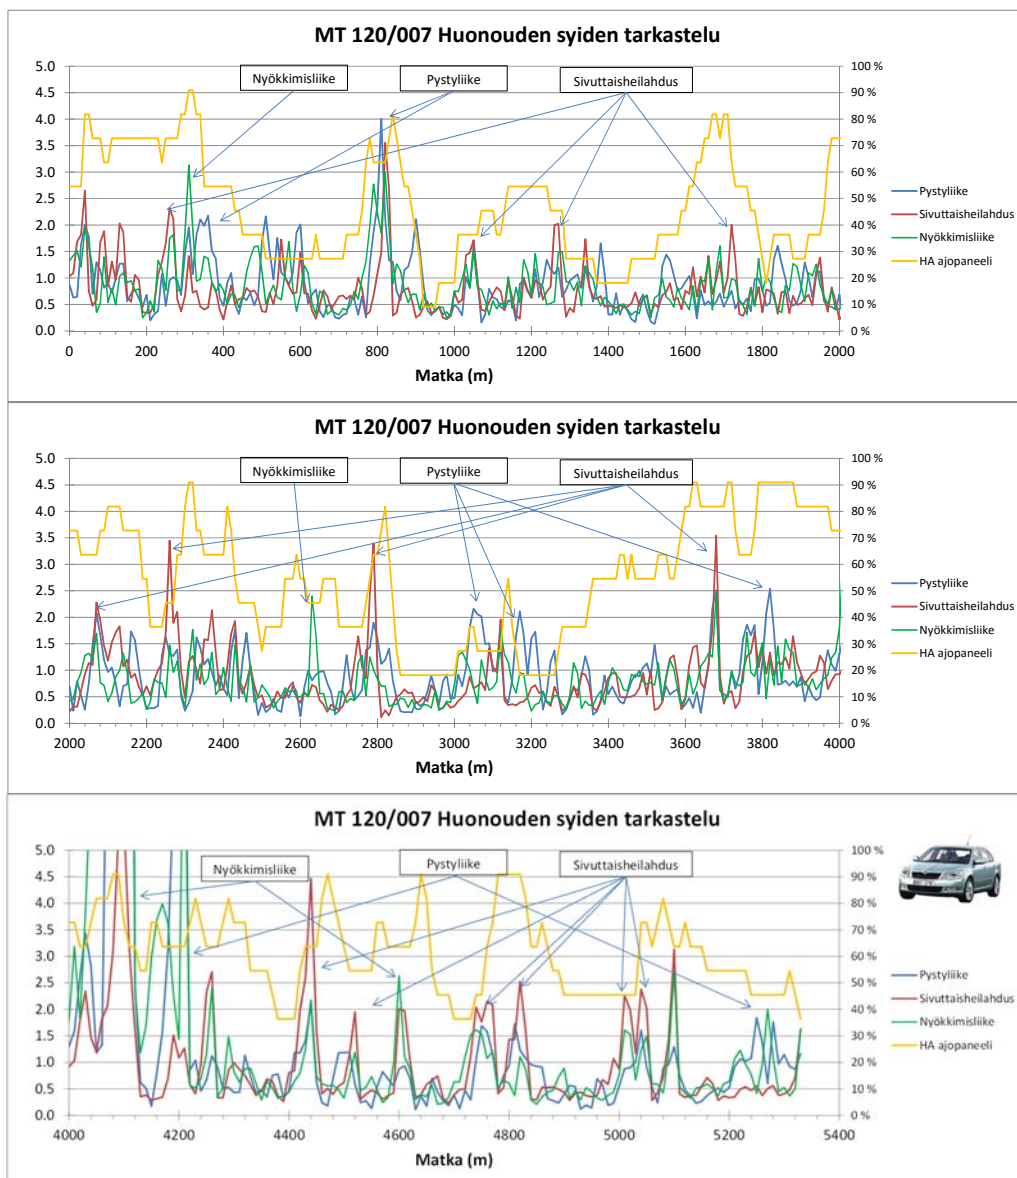 MT 120/007 Huonouden syiden tarkastelu
5.0
4.5
4.0
3.5
3.0
2.5
2.0
1.5
1.0
0.5
0.0
Nyökkimisliike
Pystyliike
Sivuttaisheilahdus
100 %
90 %
80 %
70 %
60 %
50 %
40 %
30 %
20 %
10 %
0 %
Pystyliike
Sivuttaisheilahdus
Nyökkimisliike
HA ajopaneeli
0 200 400 600 800 1000 1200 1400 1600 1800 2000
Matka (m)
MT 120/007 Huonouden syiden tarkastelu
5.0
4.5
4.0
3.5
3.0
2.5
2.0
1.5
1.0
0.5
0.0
Nyökkimisliike
Pystyliike
Sivuttaisheilahdus
100 %
90 %
80 %
70 %
60 %
50 %
40 %
30 %
20 %
10 %
0 %
Pystyliike
Sivuttaisheilahdus
Nyökkimisliike
HA ajopaneeli
2000 2200 2400 2600 2800 3000 3200 3400 3600 3800 4000
Matka (m)
MT 120/007 Huonouden syiden tarkastelu
5.0
4.5
4.0
3.5
3.0
2.5
2.0
1.5
1.0
0.5
0.0
Nyökkimisliike
Pystyliike
Sivuttaisheilahdus
100 %
90 %
80 %
70 %
60 %
50 %
40 %
30 %
20 %
10 %
0 %
Pystyliike
Sivuttaisheilahdus
Nyökkimisliike
HA ajopaneeli
4000 4200 4400 4600 4800 5000 5200 5400
Matka (m)